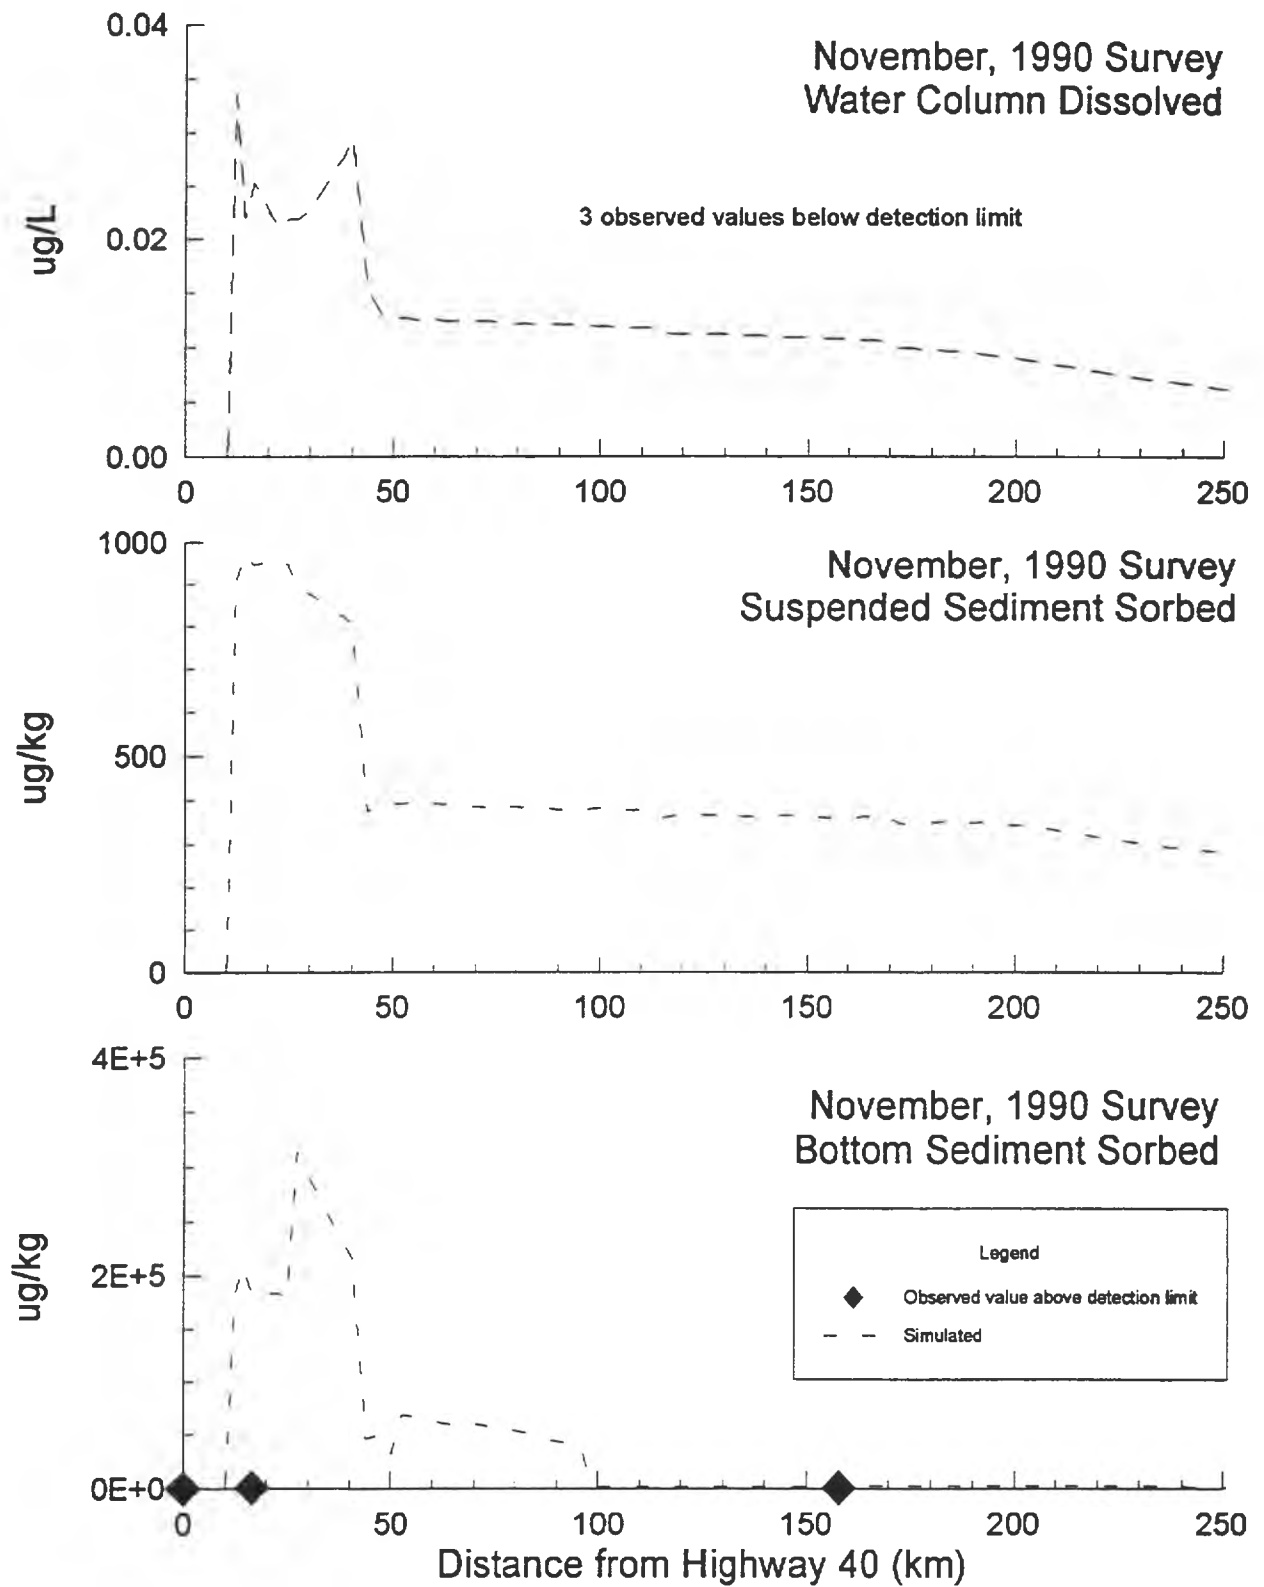 November, 1990 Survey
Water Column Dissolved
3 observed values below detection limit
ug/L
0.04
0.02
0.00
0 50 100 150 200 250
November, 1990 Survey
Suspended Sediment Sorbed
ug/kg
1000
500
0
0 50 100 150 200 250
November, 1990 Survey
Bottom Sediment Sorbed
ug/kg
4E+5
2E+5
0E+0
Legend
Observed value above detection limit
Simulated
0 50 100 150 200 250
Distance from Highway 40 (km)